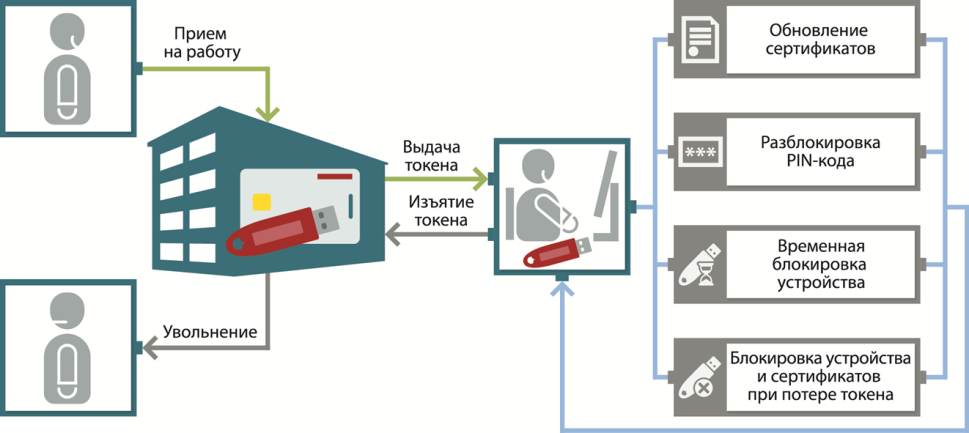 Прием
на работу
Выдача
токена
Изъятие
токена
Увольнение
Обновление
сертификатов
***
Разблокировка
PIN-кода
Временная
блокировка
устройства
Блокировка устройства
и сертификатов
при потере токена